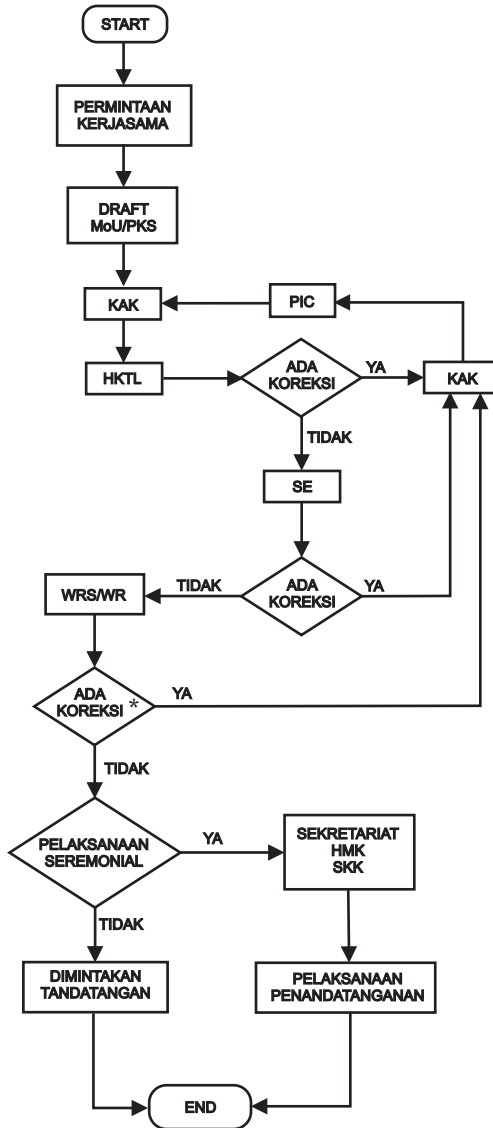 START
PERMINTAAN
KERJASAMA
DRAFT
MoU/PKS
KAK
PIC
HKTL
ADA
KOREKSI
YA
KAK
TIDAK
SE
WRS/WR
TIDAK
ADA
KOREKSI
YA
ADA
KOREKSI *
YA
TIDAK
PELAKSANAAN
SEREMONIAL
YA
SEKRETARIAT
HMK
SKK
TIDAK
DIMINTAKAN
TANDATANGAN
PELAKSANAAN
PENANDATANGANAN
END